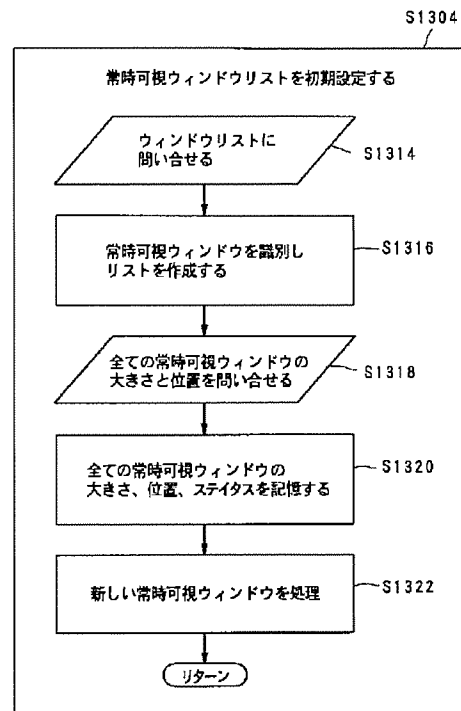 S1304
常時可視ウィンドウリストを初期設定する
ウィンドウリストに
問い合せる
S1314
常時可視ウィンドウを識別し
リストを作成する
S1316
全ての常時可視ウィンドウの
大きさと位置を問い合せる
S1318
全ての常時可視ウィンドウの
大きさ、位置、ステイタスを記憶する
S1320
新しい常時可視ウィンドウを処理
S1322
リターン